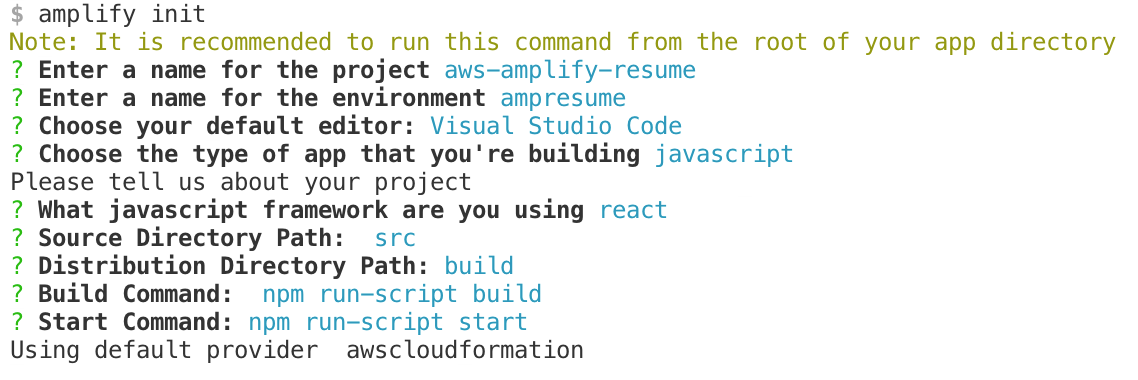 $ amplify init
Note: It is recommended to run this command from the root of your app directory
? Enter a name for the project aws-amplify-resume
? Enter a name for the environment ampresume
? Choose your default editor: Visual Studio Code
? Choose the type of app that you're building javascript
Please tell us about your project
? What javascript framework are you using react
? Source Directory Path:  src
? Distribution Directory Path: build
? Build Command:  npm run-script build
? Start Command: npm run-script start
Using default provider  awscloudformation